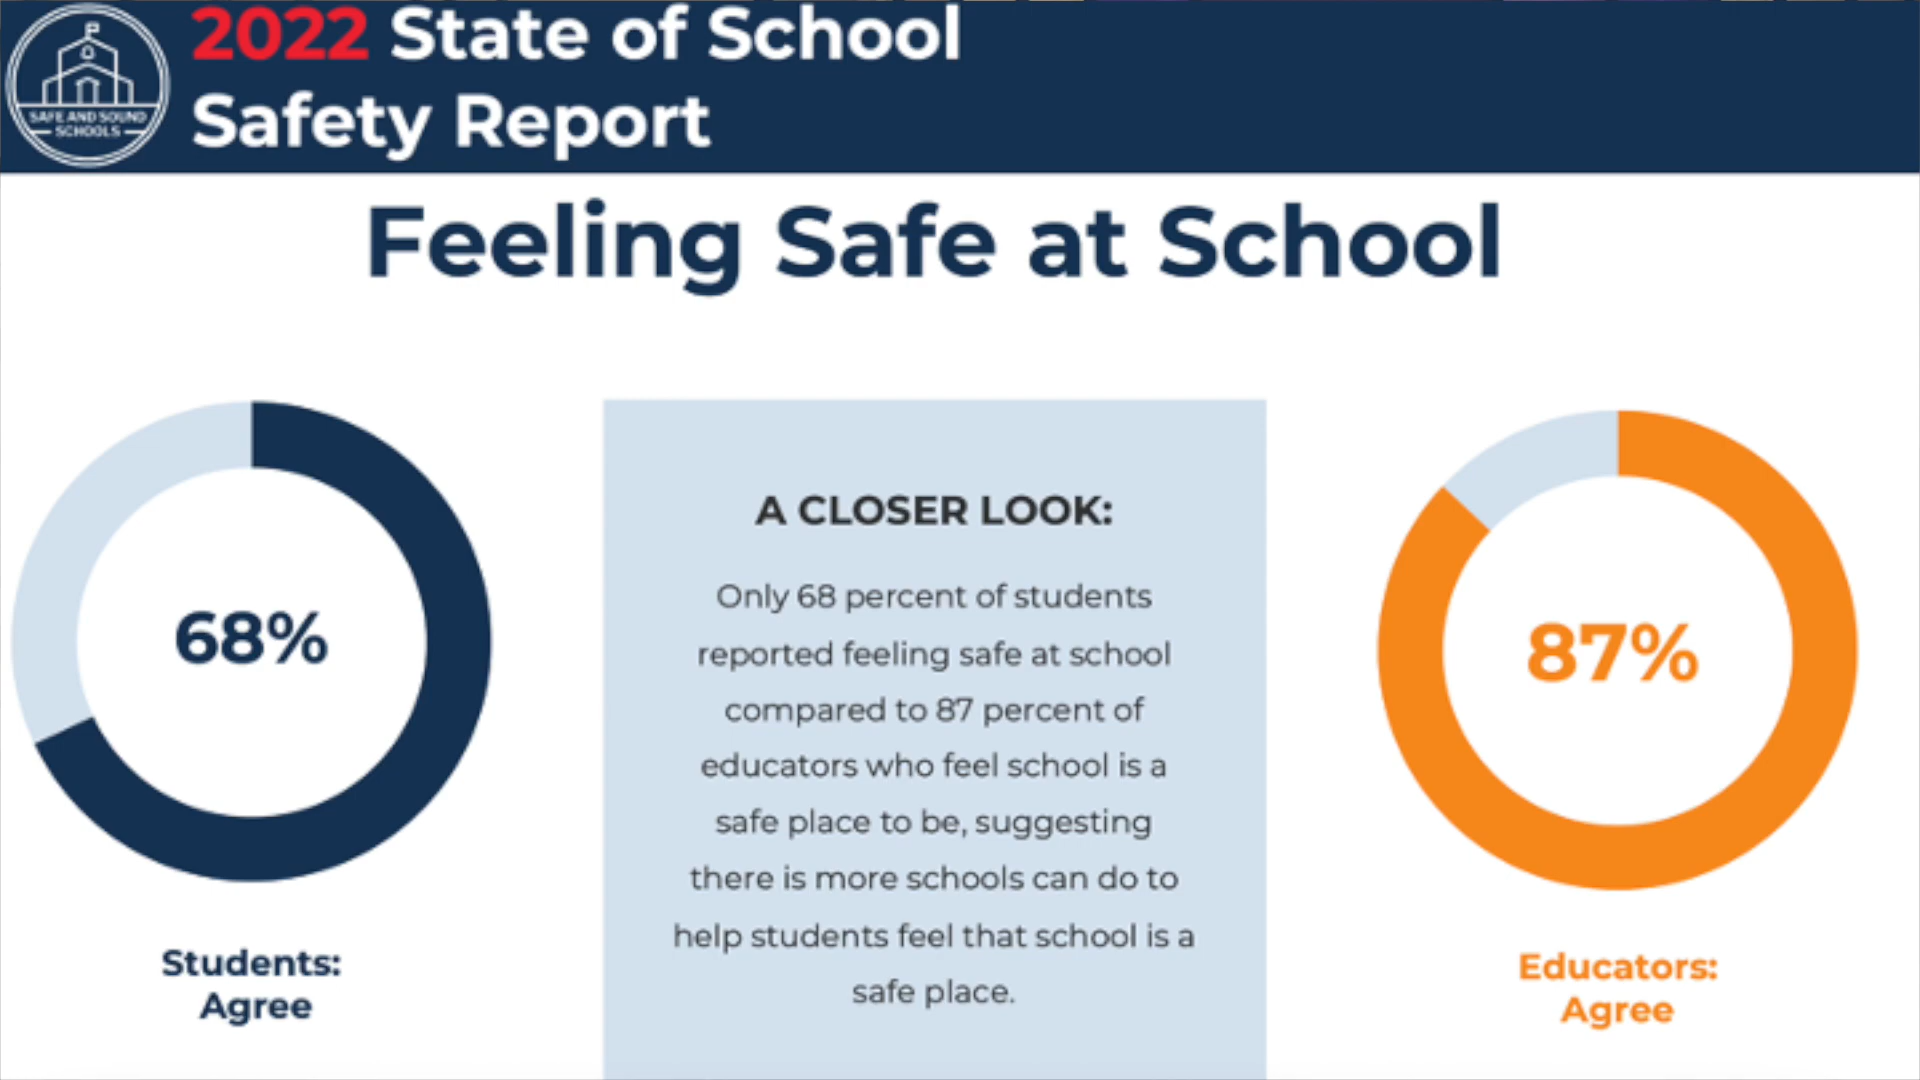 2022 State of School
Safety Report
SAFE AND SOUND
SCHOOLS
Feeling Safe at School
68%
Students:
Agree
A CLOSER LOOK:
Only 68 percent of students
reported feeling safe at school
compared to 87 percent of
educators who feel school is a
safe place to be, suggesting
there is more schools can do to
help students feel that school is a
safe place.
87%
Educators:
Agree